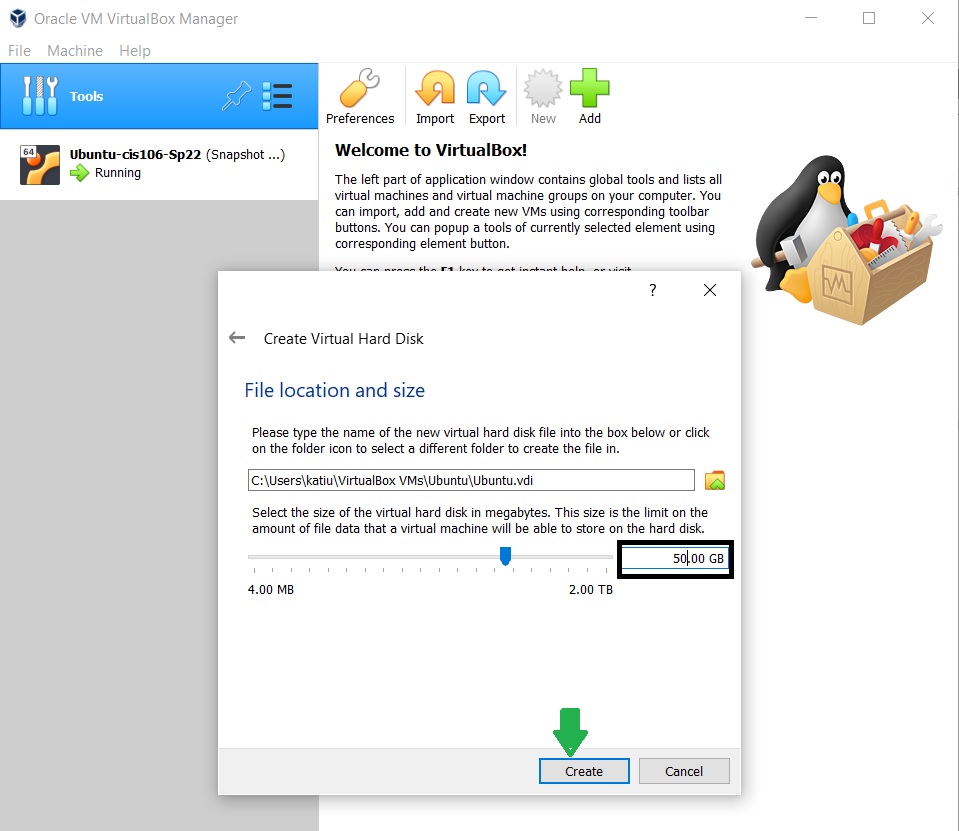 Oracle VM VirtualBox Manager
File Machine Help
Tools
Preferences Import Export New Add
64
Ubuntu-cis106-Sp22 (Snapshot ...)
Running
Welcome to VirtualBox!
The left part of application window contains global tools and lists all
virtual machines and virtual machine groups on your computer. You
can import, add and create new VMs using corresponding toolbar
buttons. You can popup a tools of currently selected element using
corresponding element button.
You can press the F1 key to get instant help, or visit
?
Create Virtual Hard Disk
File location and size
Please type the name of the new virtual hard disk file into the box below or click
on the folder icon to select a different folder to create the file in.
C:\Users\katiu\VirtualBox VMs\Ubuntu\Ubuntu.vdi
Select the size of the virtual hard disk in megabytes. This size is the limit on the
amount of file data that a virtual machine will be able to store on the hard disk.
50.00 GB
4.00 MB 2.00 TB
Create Cancel